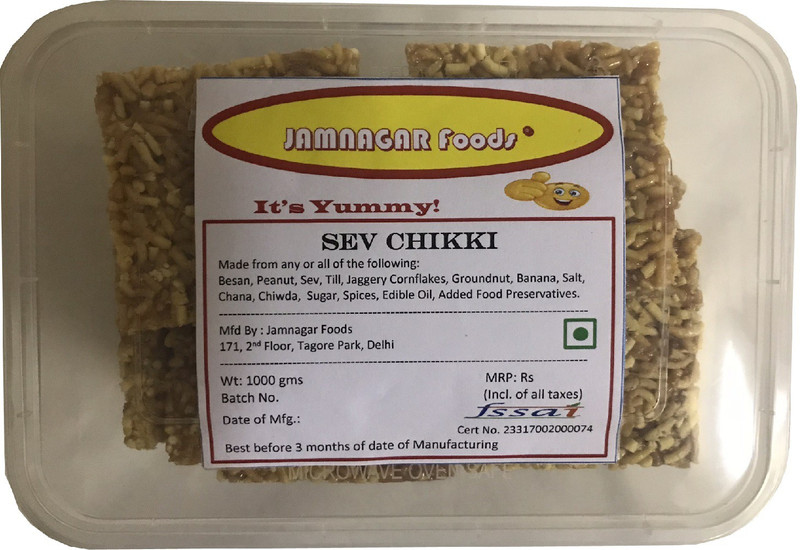 JAMNAGAR Foods
It's Yummy!
SEV CHIKKI
Made from any or all of the following:
Besan, Peanut, Sev, Till, Jaggery Cornflakes, Groundnut, Banana, Salt,
Chana, Chiwda, Sugar, Spices, Edible Oil, Added Food Preservatives.
Mfd By : Jamnagar Foods
171, 2nd Floor, Tagore Park, Delhi
Wt: 1000 gms
MRP: Rs
Batch No.
(Incl. of all taxes)
fssai
Date of Mfg.:
Cert No. 23317002000074
Best before 3 months of date of Manufacturing
MICROWAVE OVEN SAFE